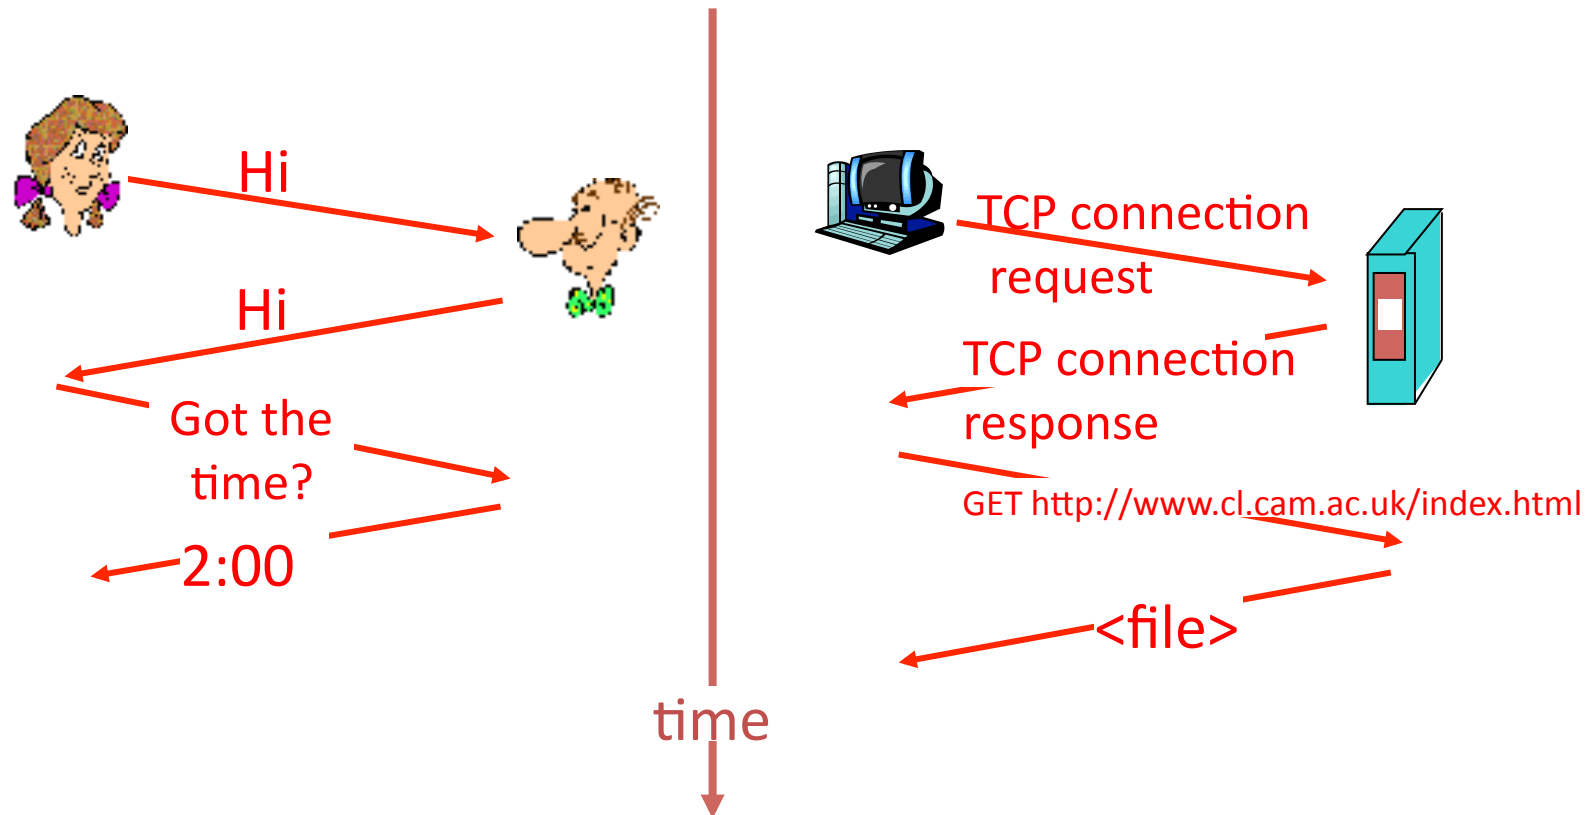 Hi
Hi
Got the
time?
2:00
TCP connection
request
TCP connection
response
GET http://www.cl.cam.ac.uk/index.html
<file>
time